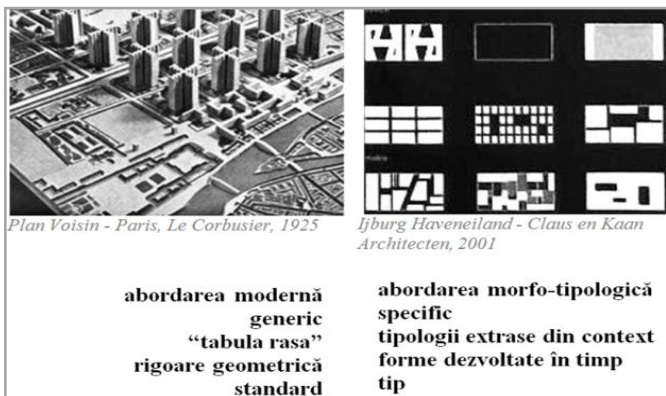 Plan Voisin - Paris, Le Corbusier, 1925
Ijburg Haveneiland - Claus en Kaan
Architecten, 2001
abordarea modernă
generic
“tabula rasa”
rigoare geometrică
standard
abordarea morfo-tipologică
specific
tipologii extrase din context
forme dezvoltate în timp
tip